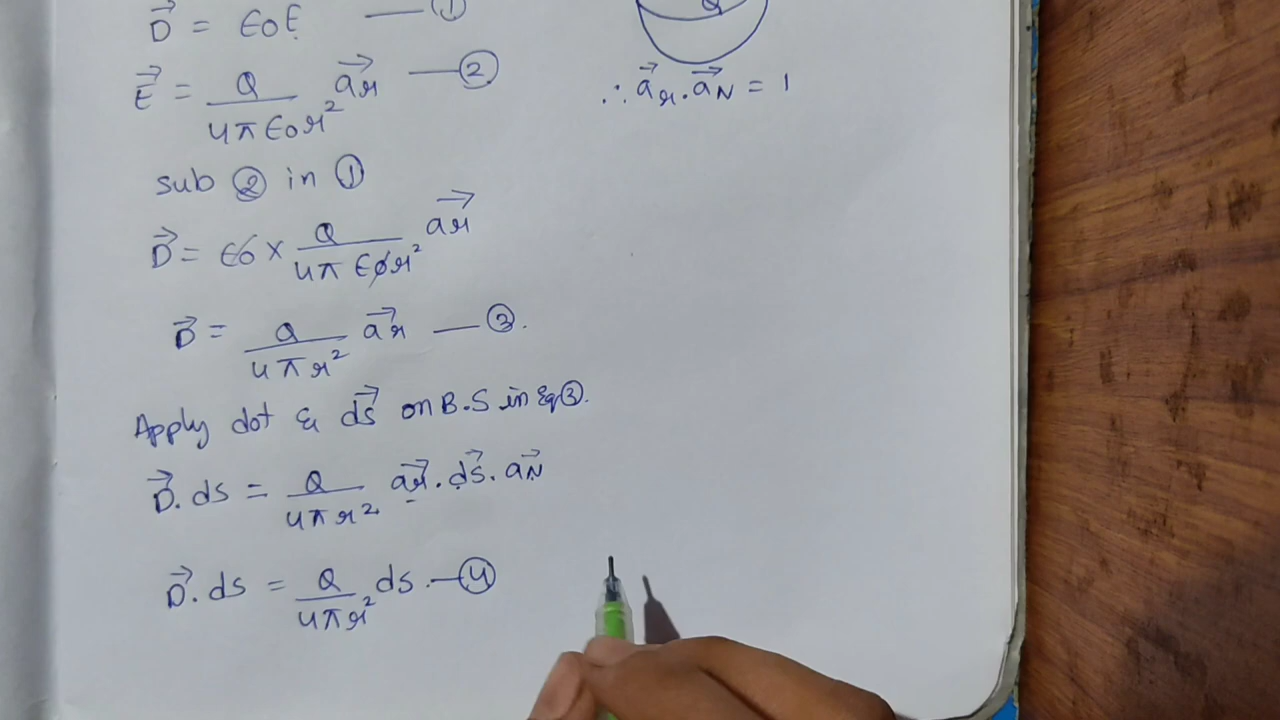 D⃗ = ϵ0E —①
E⃗ = Q / 4πϵ0r² a⃗r —②
sub ② in ①
D⃗ = ϵ0 × Q / 4πϵ0r² a⃗r
D⃗ = Q / 4πr² a⃗r —③.
Apply dot & ds⃗ on B.S in Eq③.
D⃗.ds = Q / 4πr² a⃗r.ds⃗.a⃗N
D⃗.ds = Q / 4πr² ds.—④
Q
∴ a⃗r.a⃗N = 1